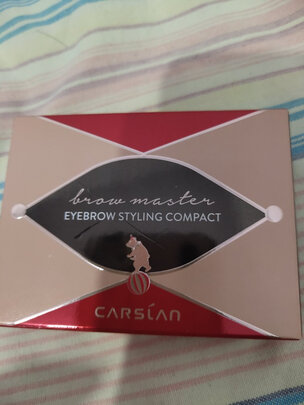 brow master
EYEBROW STYLING COMPACT
CARSLAN